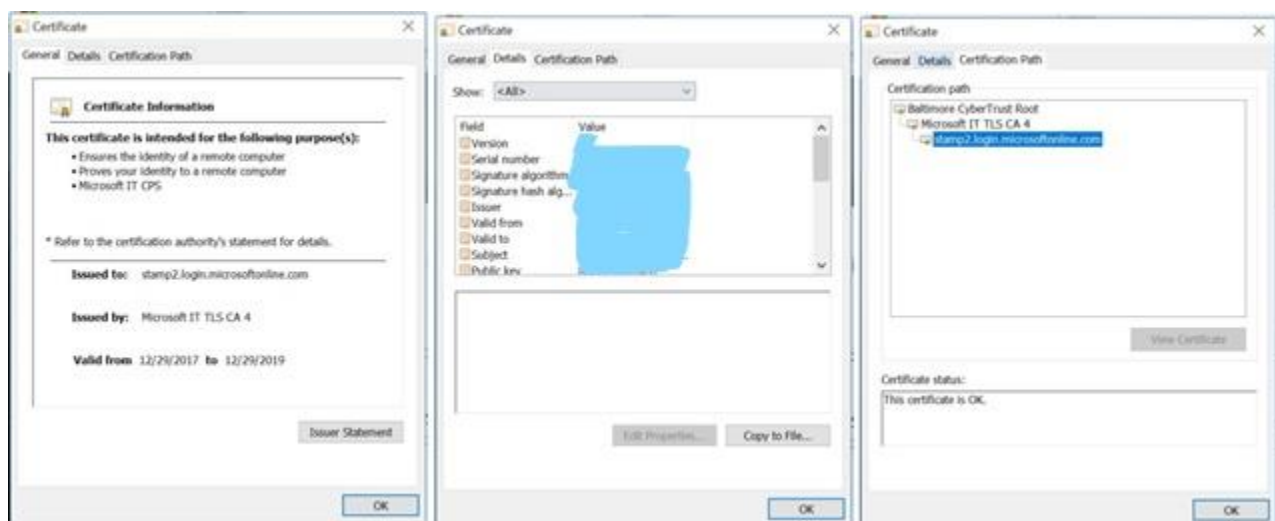 Certificate
General Details Certification Path
Certificate Information
This certificate is intended for the following purpose(s):
• Ensures the identity of a remote computer
• Proves your identity to a remote computer
• Microsoft IT CPS
* Refer to the certification authority's statement for details.
Issued to: stamp2.login.microsoftonline.com
Issued by: Microsoft IT TLS CA 4
Valid from 12/29/2017 to 12/29/2019
Issuer Statement
OK
Certificate
General Details Certification Path
Show: <All>
Field Value
Version
Serial number
Signature algorithm
Signature hash alg...
Issuer
Valid from
Valid to
Subject
Public key
Edit Properties...
Copy to File...
OK
Certificate
General Details Certification Path
Certification path
Baltimore CyberTrust Root
Microsoft IT TLS CA 4
stamp2.login.microsoftonline.com
View Certificate
Certificate status:
This certificate is OK.
OK